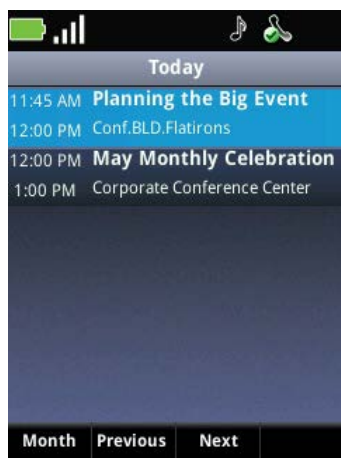 Today
11:45 AM Planning the Big Event
12:00 PM Conf.BLD.Flatirons
12:00 PM May Monthly Celebration
1:00 PM Corporate Conference Center
Month Previous Next